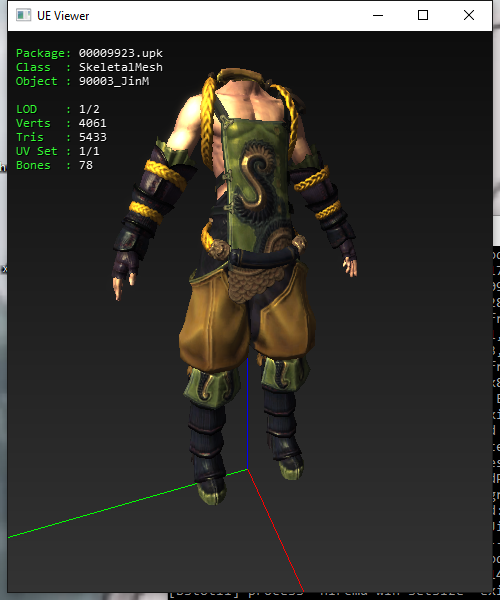 UE Viewer
Package: 00009923.upk
Class  : SkeletalMesh
Object : 90003_JinM
LOD    : 1/2
Verts  : 4061
Tris   : 5433
UV Set : 1/1
Bones  : 78